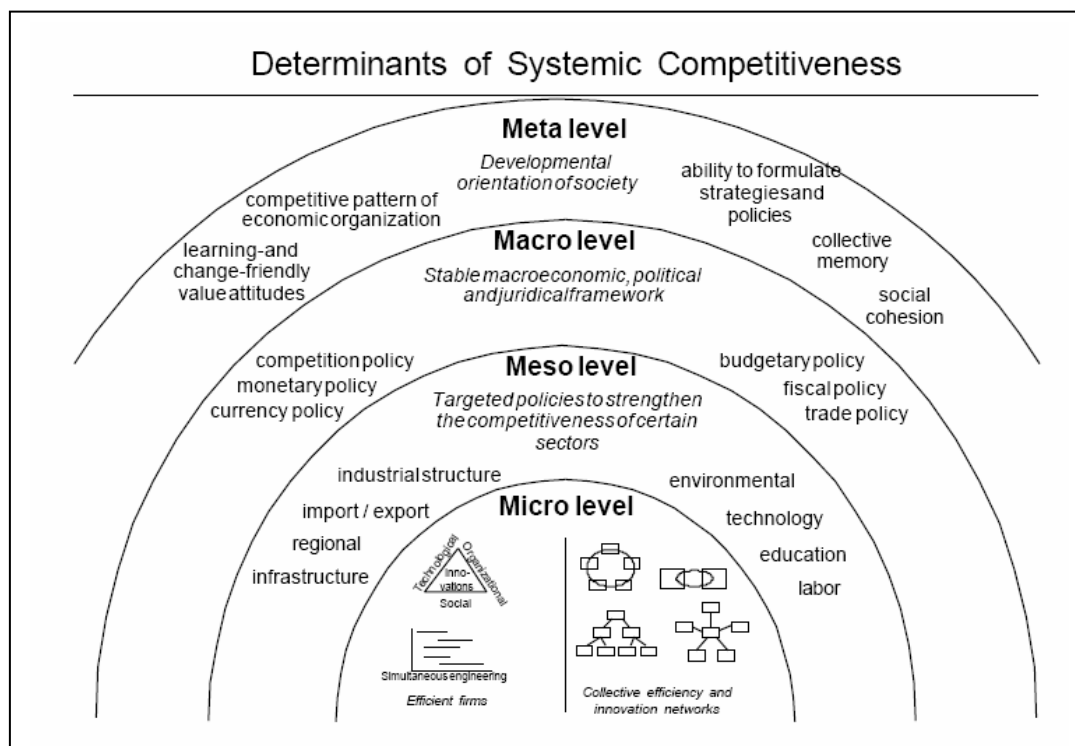 Determinants of Systemic Competitiveness
Meta level
Developmental
orientation of society
competitive pattern of
economic organization
learning-and
change-friendly
value attitudes
ability to formulate
strategies and
policies
collective
memory
social
cohesion
Macro level
Stable macroeconomic, political
and juridical framework
competition policy
monetary policy
currency policy
budgetary policy
fiscal policy
trade policy
Meso level
Targeted policies to strengthen
the competitiveness of certain
sectors
industrial structure
import / export
regional
infrastructure
environmental
technology
education
labor
Micro level
Technological
Organizational
Inno-
vations
Social
Simultaneous engineering
Efficient firms
Collective efficiency and
innovation networks